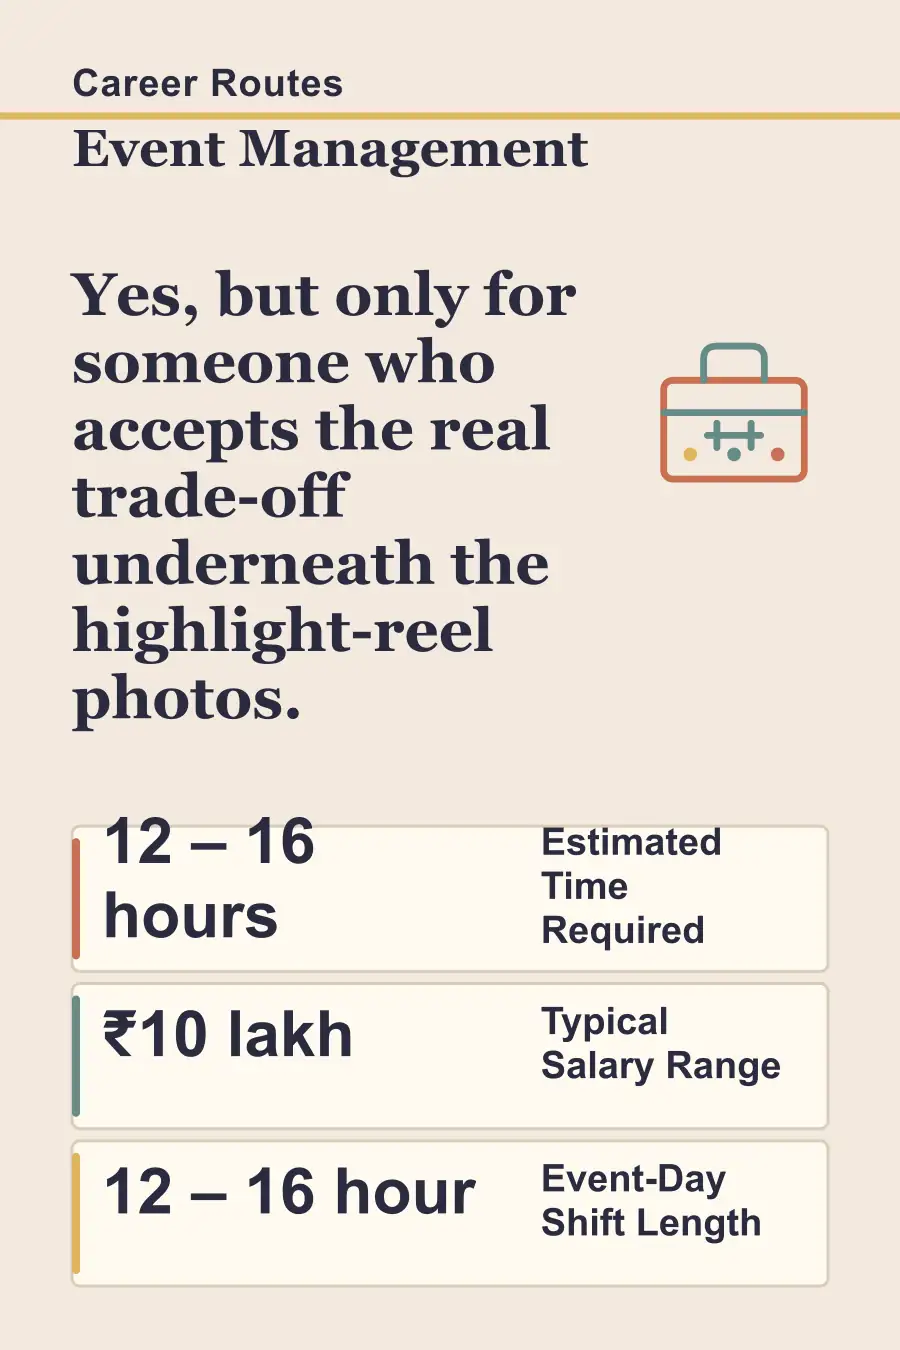 Career Routes
Event Management
Yes, but only for
someone who
accepts the real
trade-off
underneath the
highlight-reel
photos.
12 – 16
hours
Estimated
Time
Required
₹10 lakh
Typical
Salary Range
12 – 16 hour
Event-Day
Shift Length